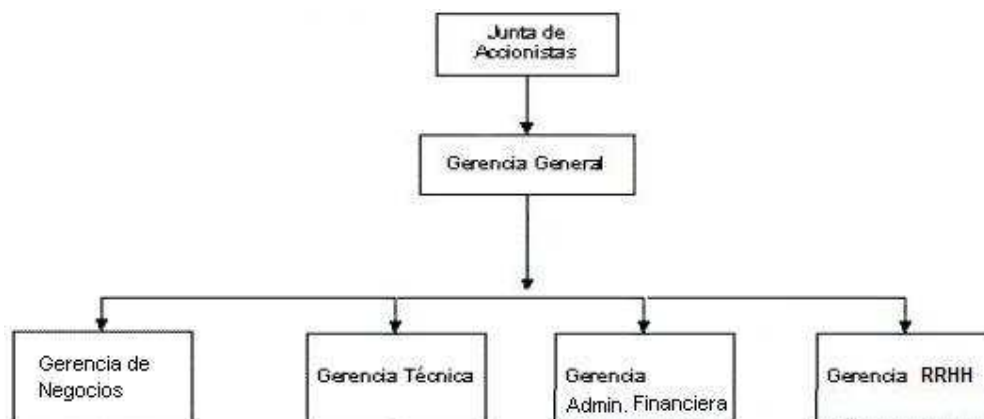 Junta de
Accionistas
Gerencia General
Gerencia de
Negocios
Gerencia Técnica
Gerencia
Admin. Financiera
Gerencia RRHH